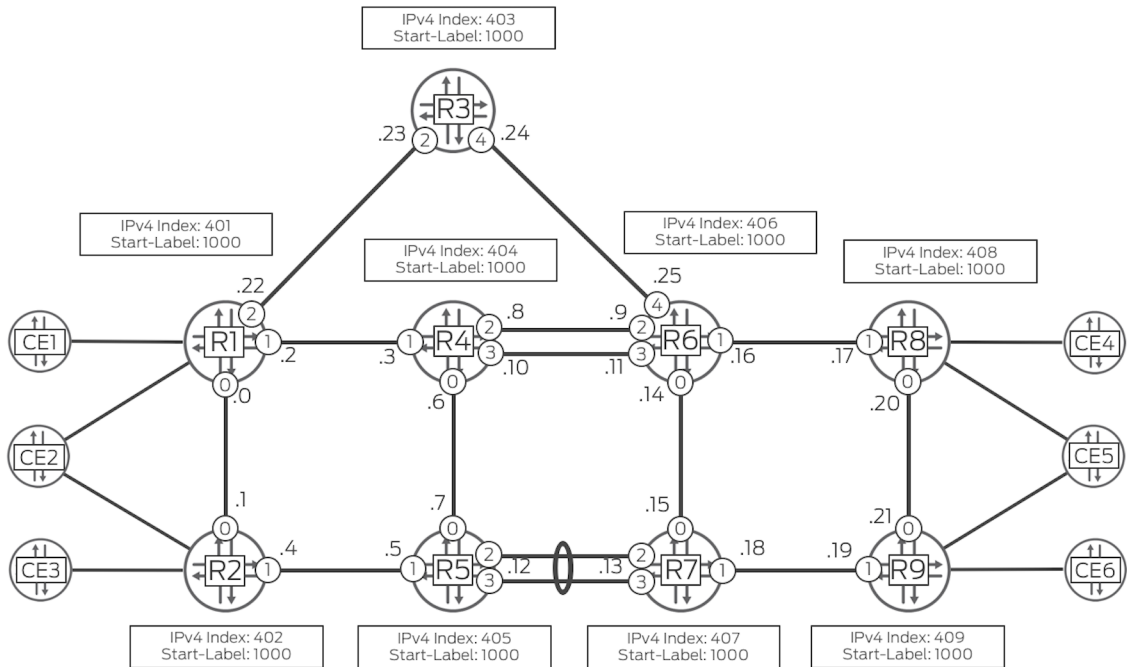 IPv4 Index: 403
Start-Label: 1000
R3
.23
2
4
.24
IPv4 Index: 401
Start-Label: 1000
IPv4 Index: 404
Start-Label: 1000
IPv4 Index: 406
Start-Label: 1000
IPv4 Index: 408
Start-Label: 1000
.22
2
.25
4
CE1
R1
1
.2
.3
1
R4
2
.8
.9
2
3
.10
.11
3
R6
1
.16
.17
1
R8
CE4
0
.0
0
.6
0
.14
0
.20
CE2
CE5
.1
0
.7
0
.15
0
.21
0
CE3
R2
1
.4
.5
1
R5
2
3
.12
.13
2
3
R7
1
.18
.19
1
R9
CE6
IPv4 Index: 402
Start-Label: 1000
IPv4 Index: 405
Start-Label: 1000
IPv4 Index: 407
Start-Label: 1000
IPv4 Index: 409
Start-Label: 1000